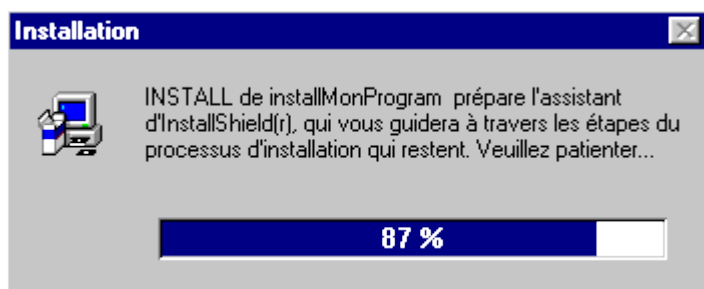 Installation
INSTALL de installMonProgram prépare l'assistant
d'InstallShield(r), qui vous guidera à travers les étapes du
processus d'installation qui restent. Veuillez patienter...
87 %